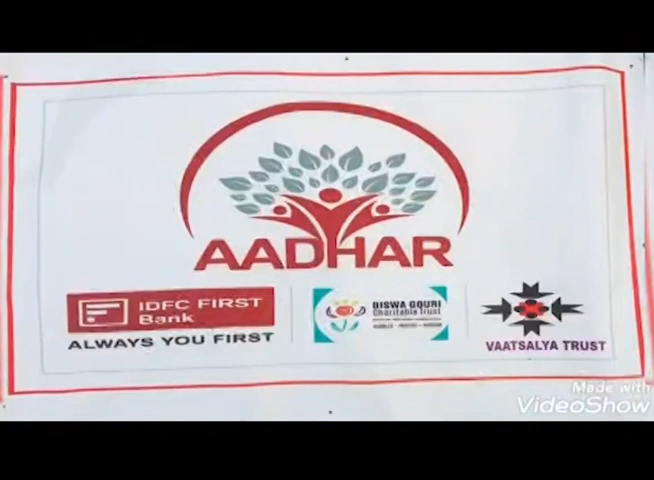 AADHAR
IDFC FIRST
Bank
ALWAYS YOU FIRST
BISWA GOURI
Charitable Trust
VAATSALYA TRUST
Made with
VideoShow